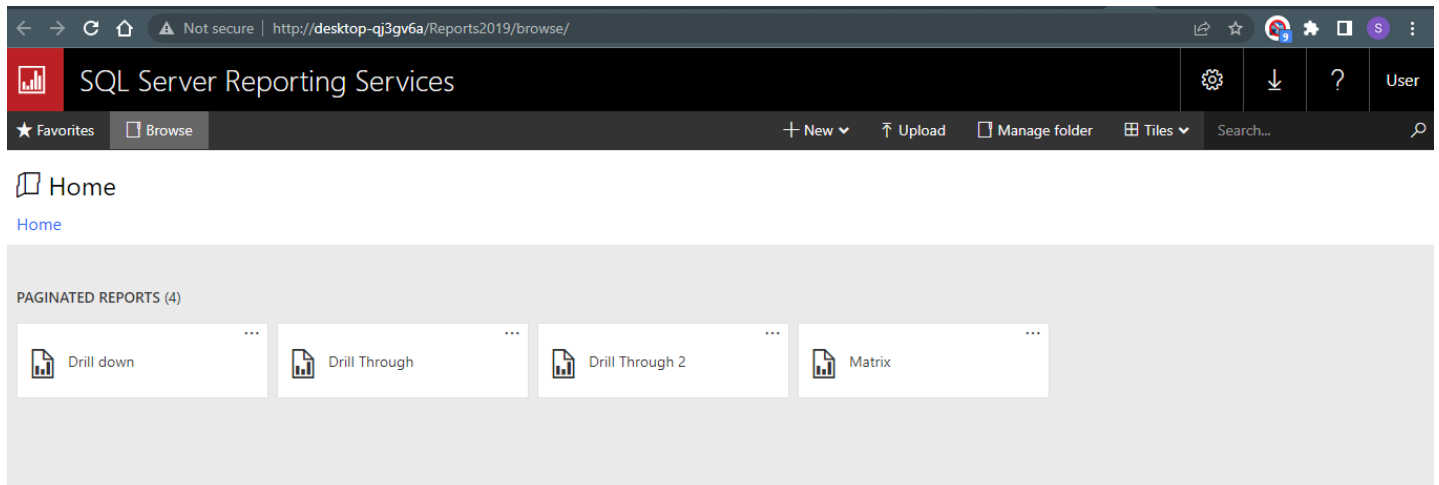 Not secure | http://desktop-qj3gv6a/Reports2019/browse/
9
S
SQL Server Reporting Services
?
User
Favorites
Browse
New
Upload
Manage folder
Tiles
Search...
Home
Home
PAGINATED REPORTS (4)
...
...
...
...
Drill down
Drill Through
Drill Through 2
Matrix